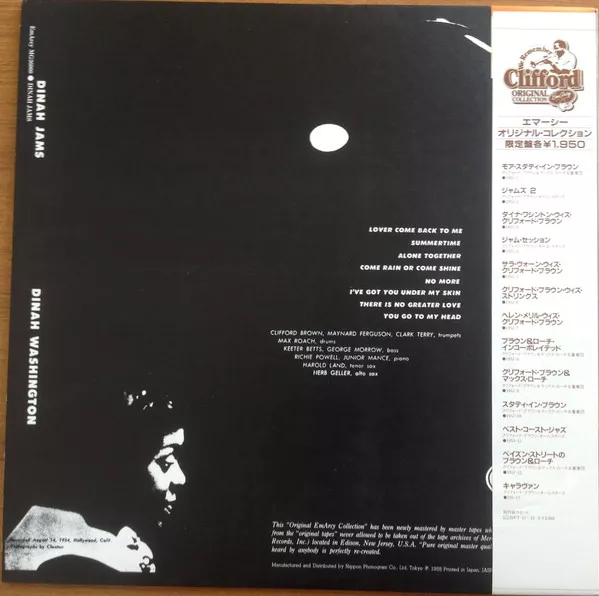 EmArcy MG36000 ● DINAH JAMS
DINAH JAMS
DINAH WASHINGTON
LOVER COME BACK TO ME
SUMMERTIME
ALONE TOGETHER
COME RAIN OR COME SHINE
NO MORE
I'VE GOT YOU UNDER MY SKIN
THERE IS NO GREATER LOVE
YOU GO TO MY HEAD
CLIFFORD BROWN, MAYNARD FERGUSON, CLARK TERRY, trumpets
MAX ROACH, drums
KEETER BETTS, GEORGE MORROW, bass
RICHIE POWELL, JUNIOR MANCE, piano
HAROLD LAND, tenor sax
HERB GELLER, alto sax
Recorded August 14, 1954, Hollywood, Calif.
Photographs by Claxton
This "Original EmArcy Collection" has been newly mastered by master tapes wh
from the "original tapes" never allowed to be taken out of the tape archives of Mer
Records, Inc.) located in Edison, New Jersey, U.S.A. "Pure original master qual
heard by anybody is perfectly re-created.
Manufactured and Distributed by Nippon Phonogram Co., Ltd. Tokyo Ⓟ 1955 Printed in Japan,
We Remember
Clifford
ORIGINAL
COLLECTION
エマーシー
オリジナル・コレクション
限定盤各¥1,950
モア・スタディ・イン・ブラウン
ジャムズ 2
ダイナ・ワシントン・ウィズ・
クリフォード・ブラウン
ジャム・セッション
サラ・ヴォーン・ウィズ・
クリフォード・ブラウン
クリフォード・ブラウン・ウィズ・
ストリングス
ヘレン・メリル・ウィズ・
クリフォード・ブラウン
ブラウン&ローチ・
インコーポレイテッド
クリフォード・ブラウン&
マックス・ローチ
スタディ・イン・ブラウン
ベスト・コースト・ジャズ
ベイズン・ストリートの
ブラウン&ローチ
キャラヴァン